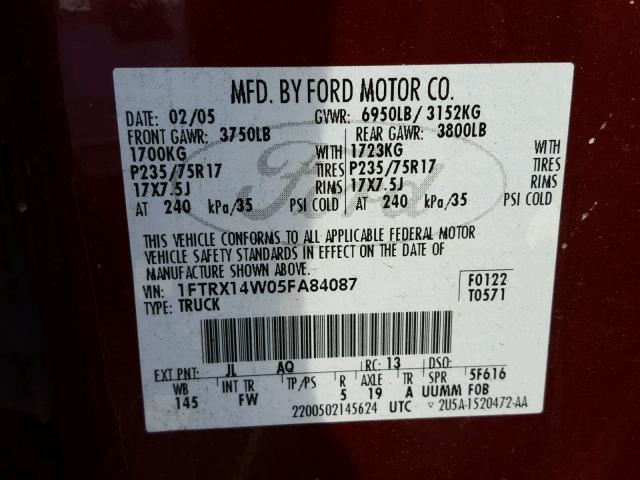 MFD. BY FORD MOTOR CO.
DATE: 02/05 GVWR: 6950LB/ 3152KG
FRONT GAWR: 3750LB REAR GAWR: 3800LB
1700KG WITH 1723KG WITH
P235/75R17 TIRES P235/75R17 TIRES
17X7.5J RIMS 17X7.5J RIMS
AT 240 kPa/35 PSI COLD AT 240 kPa/35 PSI COLD
Ford
THIS VEHICLE CONFORMS TO ALL APPLICABLE FEDERAL MOTOR
VEHICLE SAFETY STANDARDS IN EFFECT ON THE DATE OF
MANUFACTURE SHOWN ABOVE.
VIN: 1FTRX14W05FA84087 F0122
TYPE: TRUCK T0571
EXT PNT: JL AQ RC: 13 DSO:
WB INT TR TP/PS R AXLE TR SPR 5F616
145 FW 5 19 A UUMM FOB
2200502145624 UTC ▽ 2U5A-1520472-AA